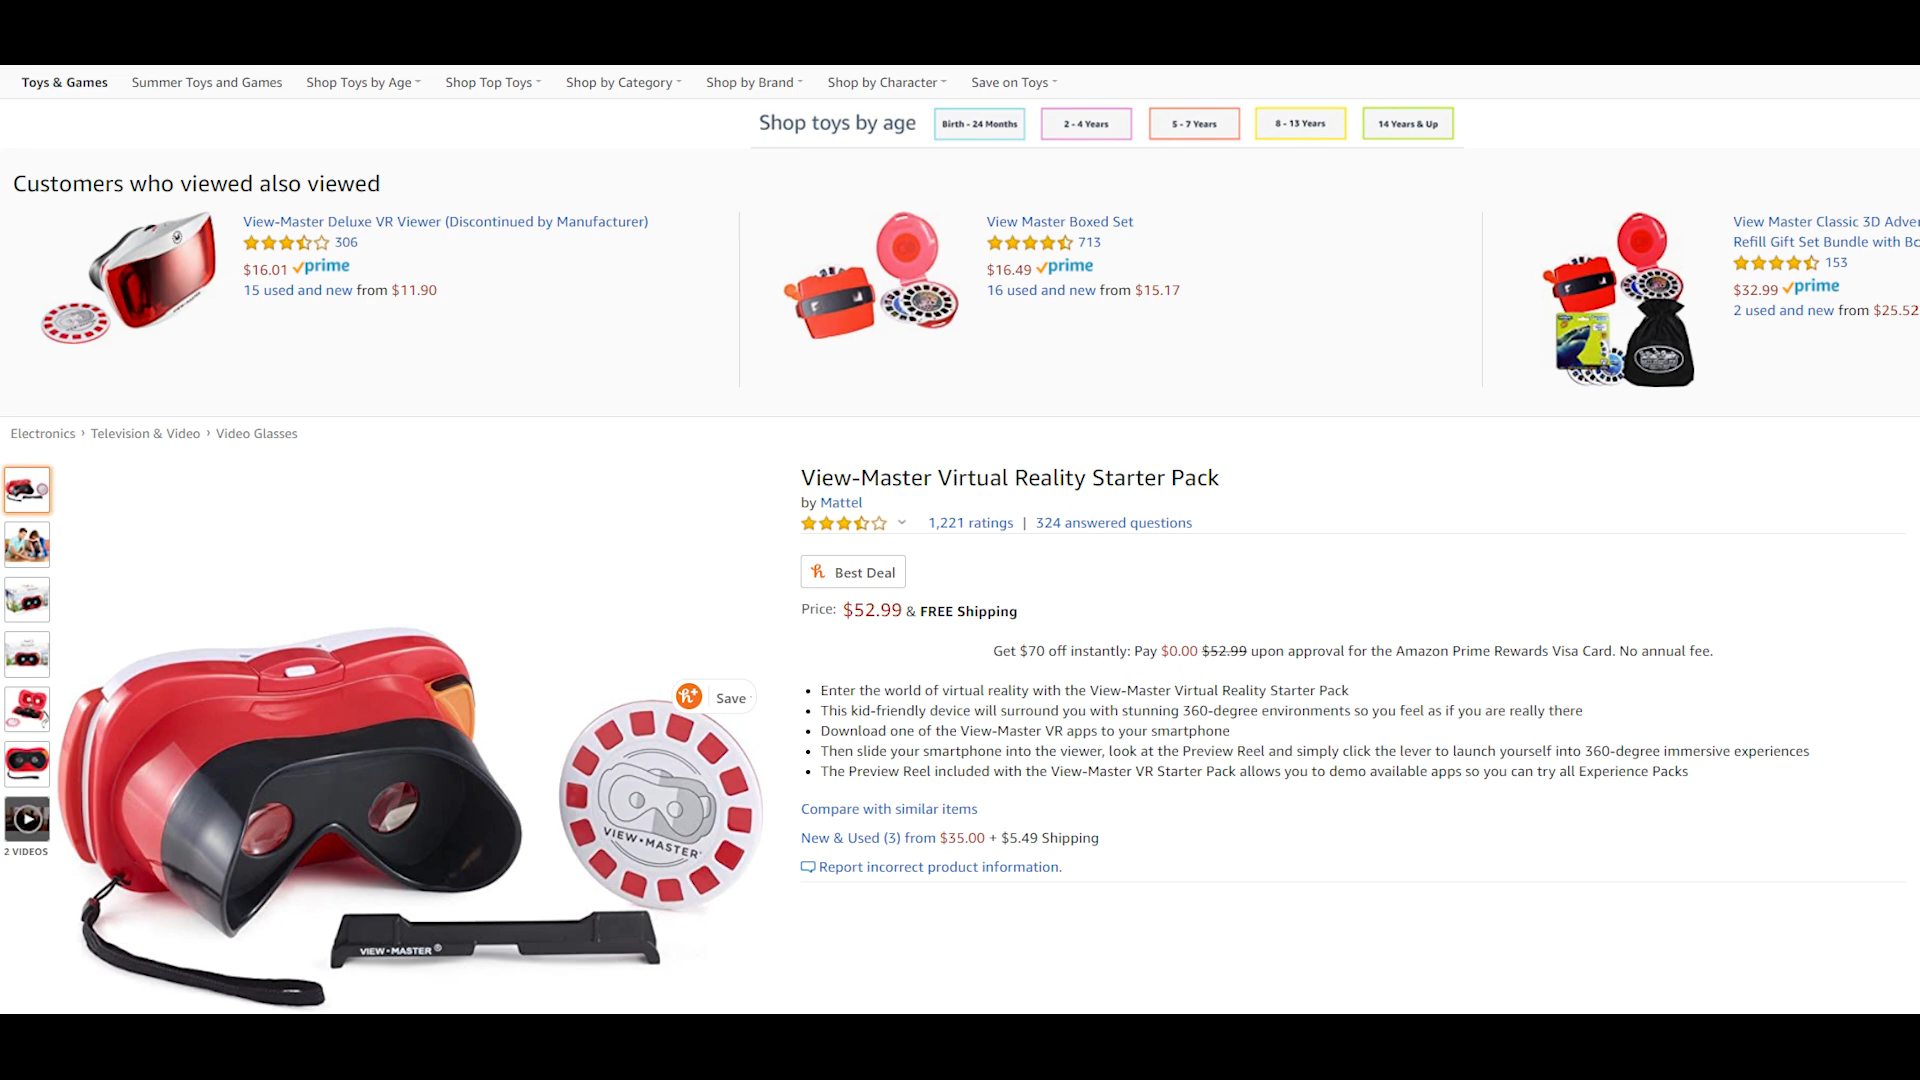 Toys & Games Summer Toys and Games Shop Toys by Age Shop Top Toys Shop by Category Shop by Brand Shop by Character Save on Toys
Shop toys by age Birth - 24 Months 2 - 4 Years 5 - 7 Years 8 - 13 Years 14 Years & Up
Customers who viewed also viewed
View-Master Deluxe VR Viewer (Discontinued by Manufacturer)
306
$16.01 prime
15 used and new from $11.90
View Master Boxed Set
713
$16.49 prime
16 used and new from $15.17
View Master Classic 3D Adve
Refill Gift Set Bundle with Bo
153
$32.99 prime
2 used and new from $25.52
Electronics › Television & Video › Video Glasses
2 VIDEOS
Save
VIEW-MASTER
VIEW-MASTER®
View-Master Virtual Reality Starter Pack
by Mattel
1,221 ratings | 324 answered questions
Best Deal
Price: $52.99 & FREE Shipping
Get $70 off instantly: Pay $0.00 $52.99 upon approval for the Amazon Prime Rewards Visa Card. No annual fee.
• Enter the world of virtual reality with the View-Master Virtual Reality Starter Pack
• This kid-friendly device will surround you with stunning 360-degree environments so you feel as if you are really there
• Download one of the View-Master VR apps to your smartphone
• Then slide your smartphone into the viewer, look at the Preview Reel and simply click the lever to launch yourself into 360-degree immersive experiences
• The Preview Reel included with the View-Master VR Starter Pack allows you to demo available apps so you can try all Experience Packs
Compare with similar items
New & Used (3) from $35.00 + $5.49 Shipping
Report incorrect product information.